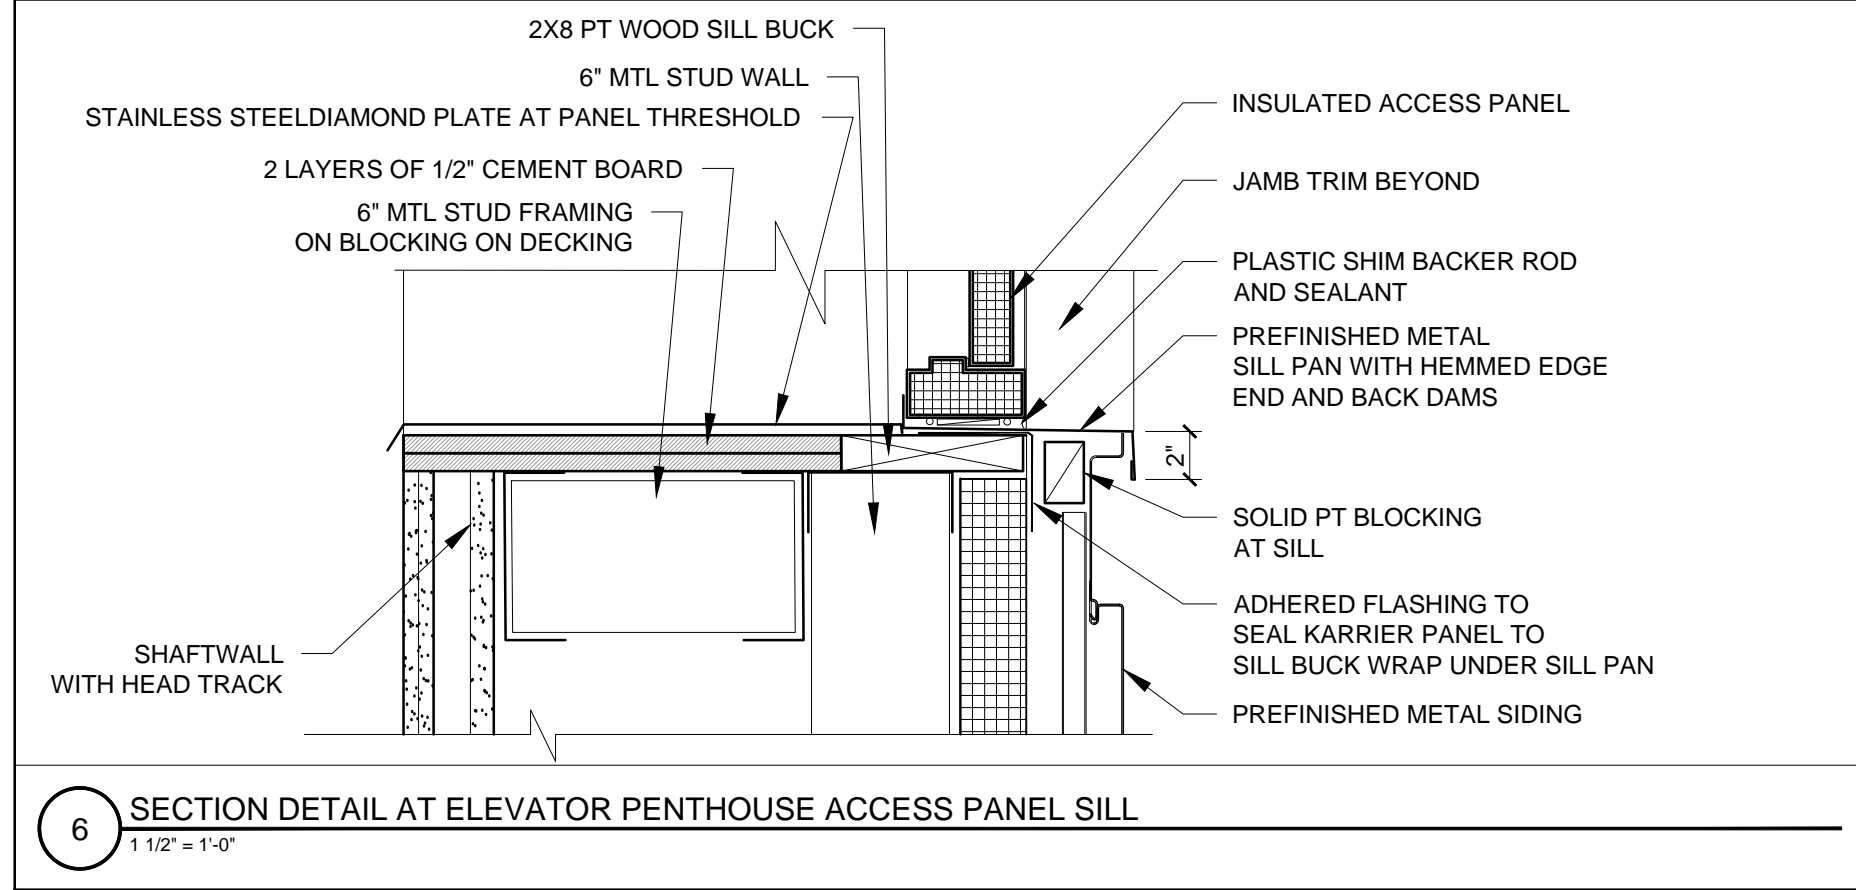 2X8 PT WOOD SILL BUCK
6" MTL STUD WALL
STAINLESS STEELDIAMOND PLATE AT PANEL THRESHOLD
2 LAYERS OF 1/2" CEMENT BOARD
6" MTL STUD FRAMING
ON BLOCKING ON DECKING
SHAFTWALL
WITH HEAD TRACK
INSULATED ACCESS PANEL
JAMB TRIM BEYOND
PLASTIC SHIM BACKER ROD
AND SEALANT
PREFINISHED METAL
SILL PAN WITH HEMMED EDGE
END AND BACK DAMS
2"
SOLID PT BLOCKING
AT SILL
ADHERED FLASHING TO
SEAL KARRIER PANEL TO
SILL BUCK WRAP UNDER SILL PAN
PREFINISHED METAL SIDING
6
SECTION DETAIL AT ELEVATOR PENTHOUSE ACCESS PANEL SILL
1 1/2" = 1'-0"